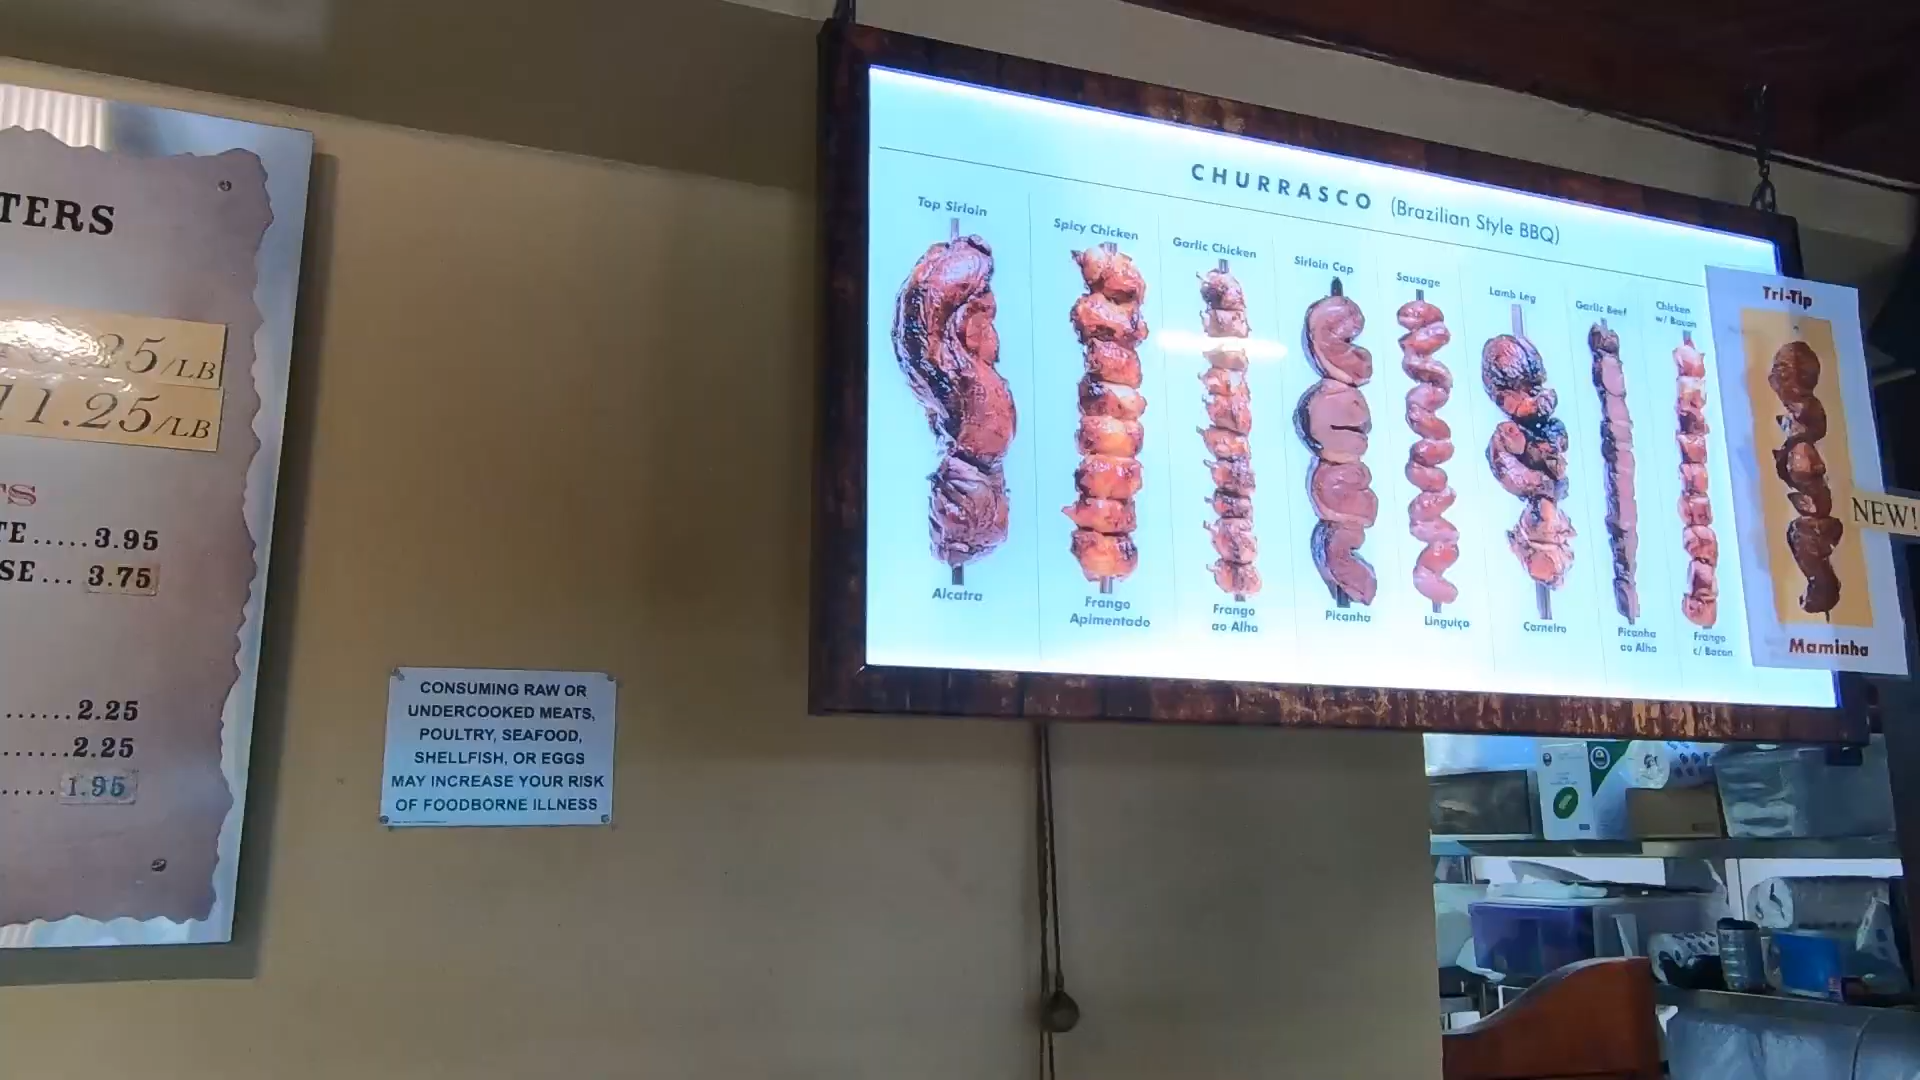 TERS
25/LB
11.25/LB
TS
TE.....3.95
SE... 3.75
......2.25
......2.25
.....1.95
CONSUMING RAW OR
UNDERCOOKED MEATS,
POULTRY, SEAFOOD,
SHELLFISH, OR EGGS
MAY INCREASE YOUR RISK
OF FOODBORNE ILLNESS
CHURRASCO (Brazilian Style BBQ)
Top Sirloin
Alcatra
Spicy Chicken
Frango
Apimentado
Garlic Chicken
Frango
ao Alho
Sirloin Cap
Picanha
Sausage
Linguiça
Lamb Leg
Carneiro
Garlic Beef
Picanha
ao Alho
Chicken
w/ Bacon
Frango
c/ Bacon
Tri-Tip
Maminha
NEW!